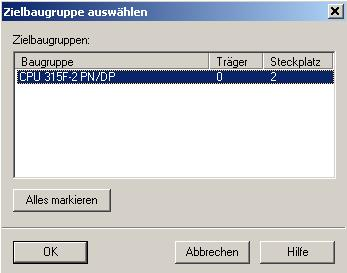 Zielbaugruppe auswählen
Zielbaugruppen:
Baugruppe Träger Steckplatz
CPU 315F-2 PN/DP 0 2
Alles markieren
OK Abbrechen Hilfe